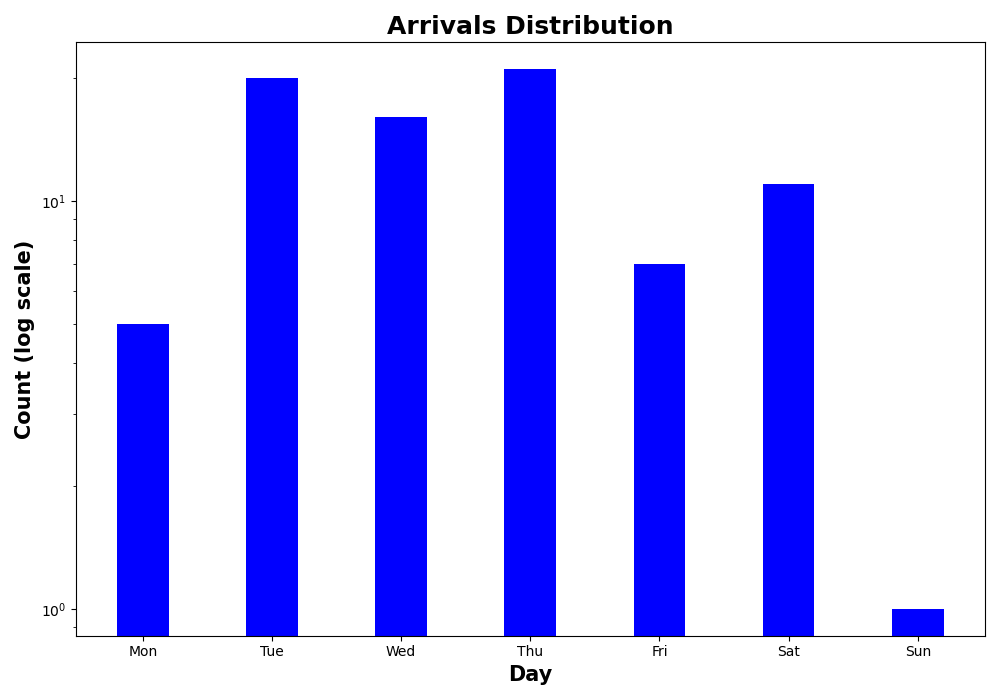 Arrivals Distribution
Count (log scale)
10¹
10⁰
Mon Tue Wed Thu Fri Sat Sun
Day